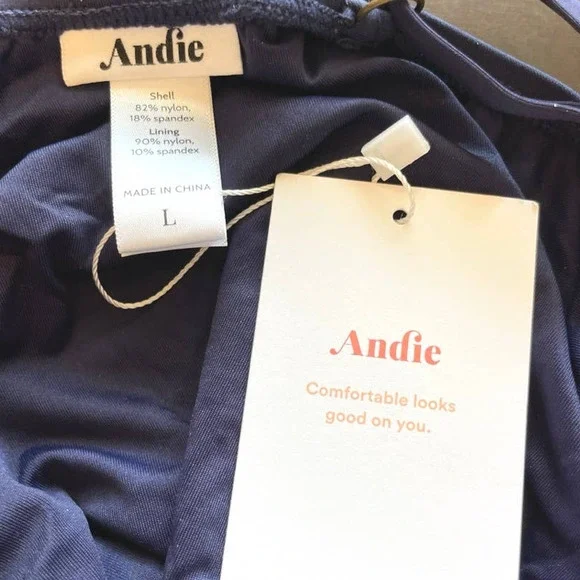 Andie
Shell
82% nylon,
18% spandex
Lining
90% nylon,
10% spandex
MADE IN CHINA
L
Andie
Comfortable looks
good on you.